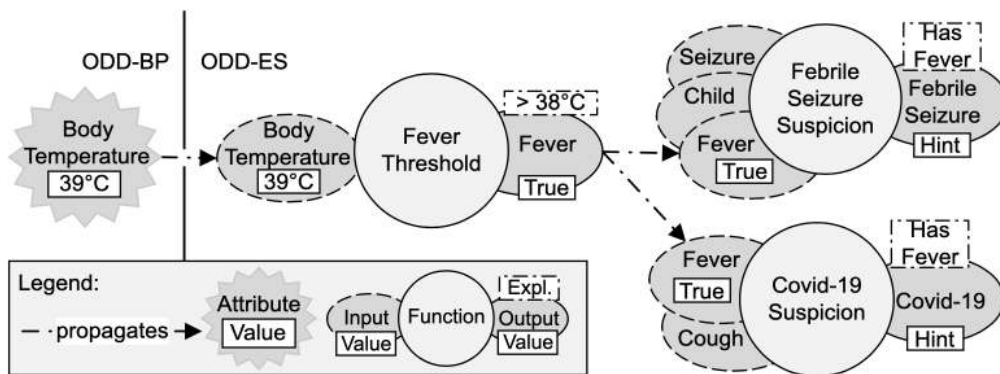 ODD-BP
ODD-ES
Body
Temperature
39°C
Body
Temperature
39°C
Fever
Threshold
> 38°C
Fever
True
Seizure
Child
Fever
True
Febrile
Seizure
Suspicion
Has
Fever
Febrile
Seizure
Hint
Fever
True
Cough
Covid-19
Suspicion
Has
Fever
Covid-19
Hint
Legend:
propagates
Attribute
Value
Input
Value
Function
Expl.
Output
Value